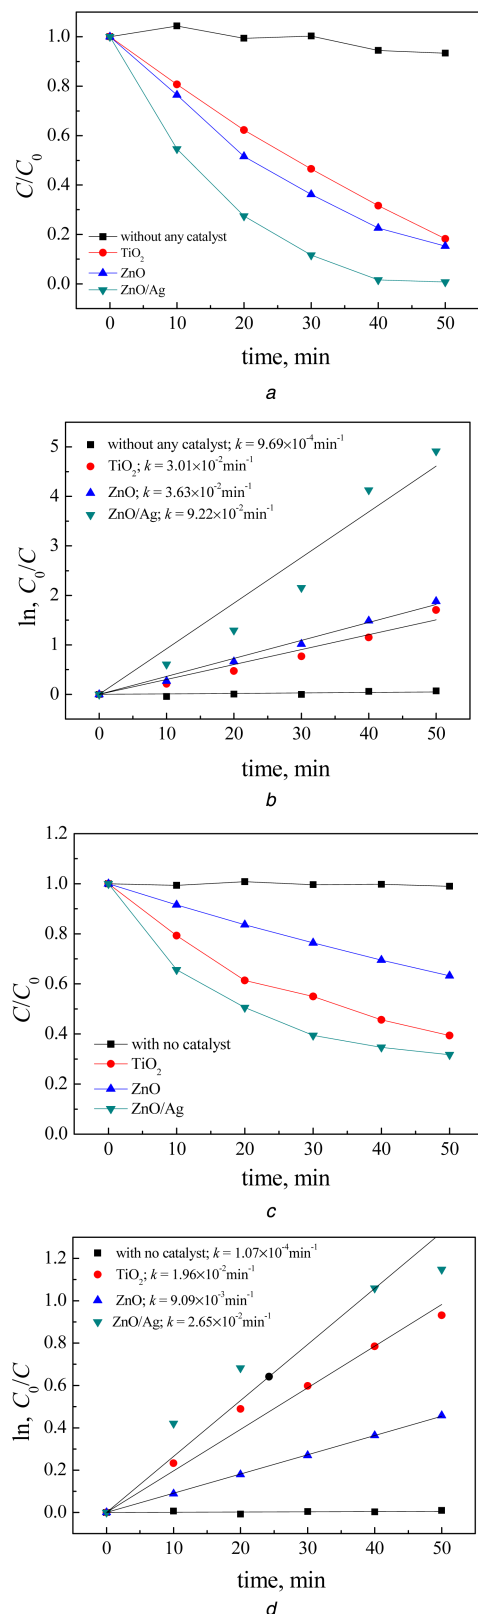 1.0
0.8
0.6
0.4
0.2
0.0
C/C₀
without any catalyst
TiO₂
ZnO
ZnO/Ag
0 10 20 30 40 50
time, min
a
5
4
3
2
1
0
ln, C₀/C
without any catalyst; k = 9.69×10⁻⁴min⁻¹
TiO₂; k = 3.01×10⁻²min⁻¹
ZnO; k = 3.63×10⁻²min⁻¹
ZnO/Ag; k = 9.22×10⁻²min⁻¹
0 10 20 30 40 50
time, min
b
1.2
1.0
0.8
0.6
0.4
0.2
0.0
C/C₀
with no catalyst
TiO₂
ZnO
ZnO/Ag
0 10 20 30 40 50
time, min
c
1.2
1.0
0.8
0.6
0.4
0.2
0.0
ln, C₀/C
with no catalyst; k = 1.07×10⁻⁴min⁻¹
TiO₂; k = 1.96×10⁻²min⁻¹
ZnO; k = 9.09×10⁻³min⁻¹
ZnO/Ag; k = 2.65×10⁻²min⁻¹
0 10 20 30 40 50
time, min
d